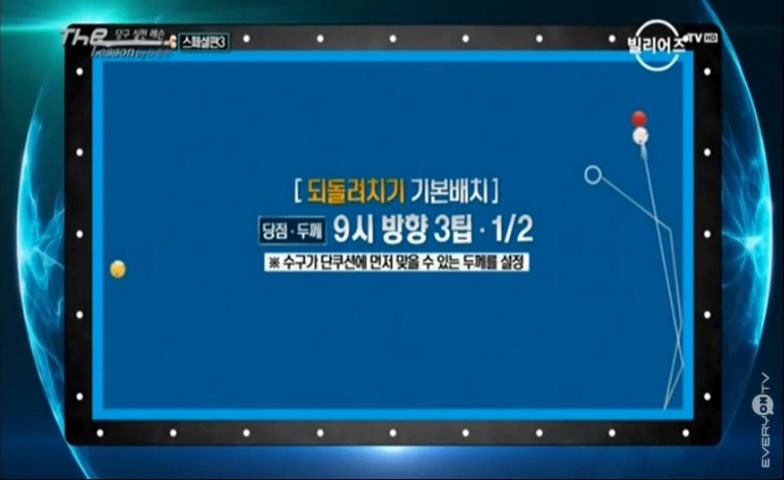 The 당구 실전 레슨
Lesson
스페셜편3
빌리어즈 TV HD
[ 되돌려치기 기본배치 ]
당점·두께 9시 방향 3팁·1/2
※ 수구가 단쿠션에 먼저 맞을 수 있는 두께를 설정
EVERYON TV